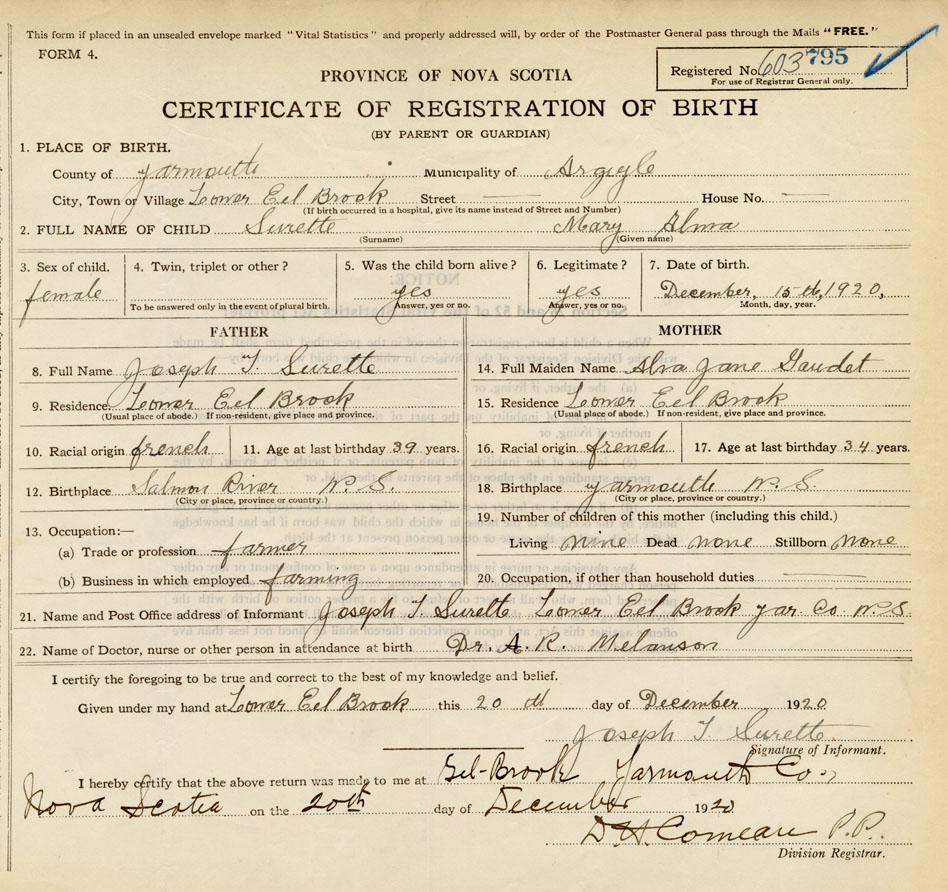 This form if placed in an unsealed envelope marked "Vital Statistics" and properly addressed will, by order of the Postmaster General pass through the Mails "FREE."
FORM 4.
PROVINCE OF NOVA SCOTIA
Registered No. 603795
For use of Registrar General only.
CERTIFICATE OF REGISTRATION OF BIRTH
(BY PARENT OR GUARDIAN)
1. PLACE OF BIRTH.
County of Yarmouth Municipality of Argyle
City, Town or Village Lower Eel Brook Street — House No. —
(If birth occurred in a hospital, give its name instead of Street and Number)
2. FULL NAME OF CHILD Surette Mary Alma
(Surname) (Given name)
3. Sex of child. 4. Twin, triplet or other? 5. Was the child born alive? 6. Legitimate? 7. Date of birth.
female yes yes December, 15th, 1920,
To be answered only in the event of plural birth. Answer, yes or no. Answer, yes or no. Month, day, year.
FATHER MOTHER
8. Full Name Joseph T. Surette 14. Full Maiden Name Jane Gaudet
9. Residence Lower Eel Brook 15. Residence Lower Eel Brook
(Usual place of abode.) If non-resident, give place and province. (Usual place of abode.) If non-resident, give place and province.
10. Racial origin french 11. Age at last birthday 39 years. 16. Racial origin french 17. Age at last birthday 34 years.
12. Birthplace Salmon River N. S. 18. Birthplace Yarmouth N. S.
(City or place, province or country.) (City or place, province or country.)
13. Occupation:— 19. Number of children of this mother (including this child.)
(a) Trade or profession farmer Living nine Dead none Stillborn none
(b) Business in which employed farming 20. Occupation, if other than household duties —
21. Name and Post Office address of Informant Joseph T. Surette Lower Eel Brook Yar. Co. N.S.
22. Name of Doctor, nurse or other person in attendance at birth Dr. A. R. Melanson
I certify the foregoing to be true and correct to the best of my knowledge and belief.
Given under my hand at Lower Eel Brook this 20 th day of December 1920
Joseph T Surette
Signature of Informant.
I hereby certify that the above return was made to me at Eel-Brook Yarmouth Co.,
Nova Scotia on the 20th day of December 1920
D H. Comeau P.P.
Division Registrar.